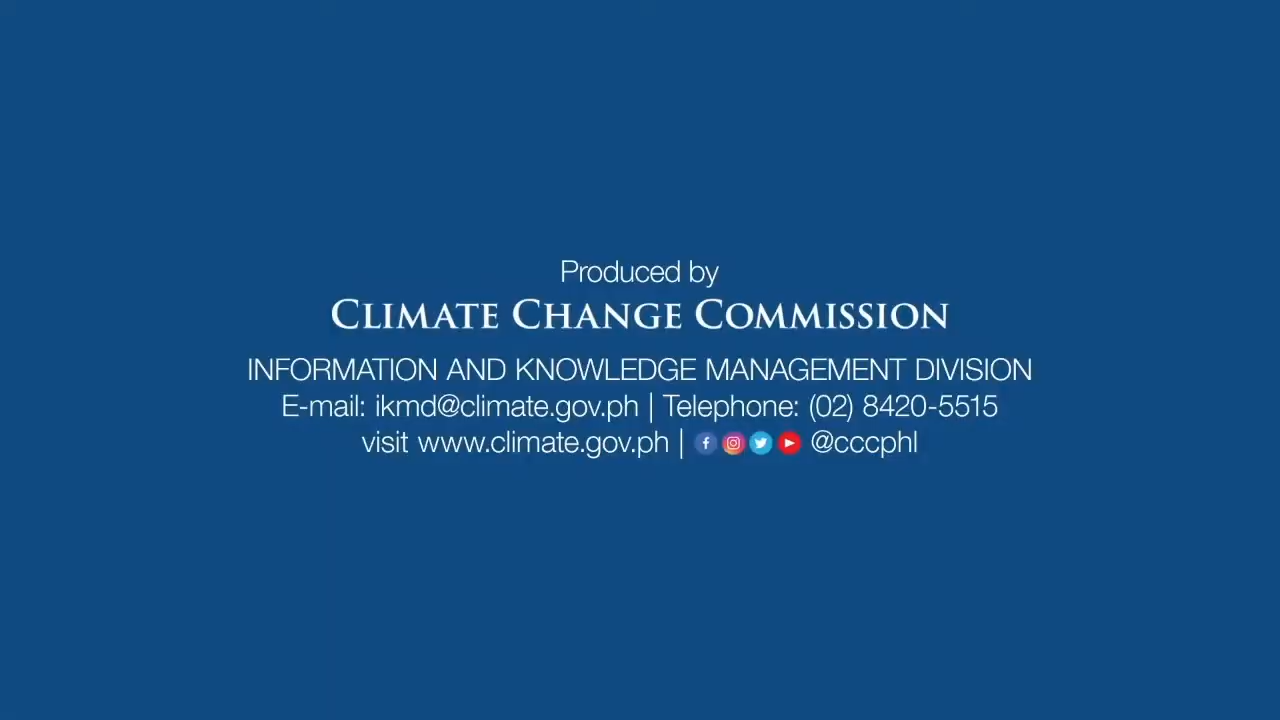 Produced by
CLIMATE CHANGE COMMISSION
INFORMATION AND KNOWLEDGE MANAGEMENT DIVISION
E-mail: ikmd@climate.gov.ph | Telephone: (02) 8420-5515
visit www.climate.gov.ph | @cccphl